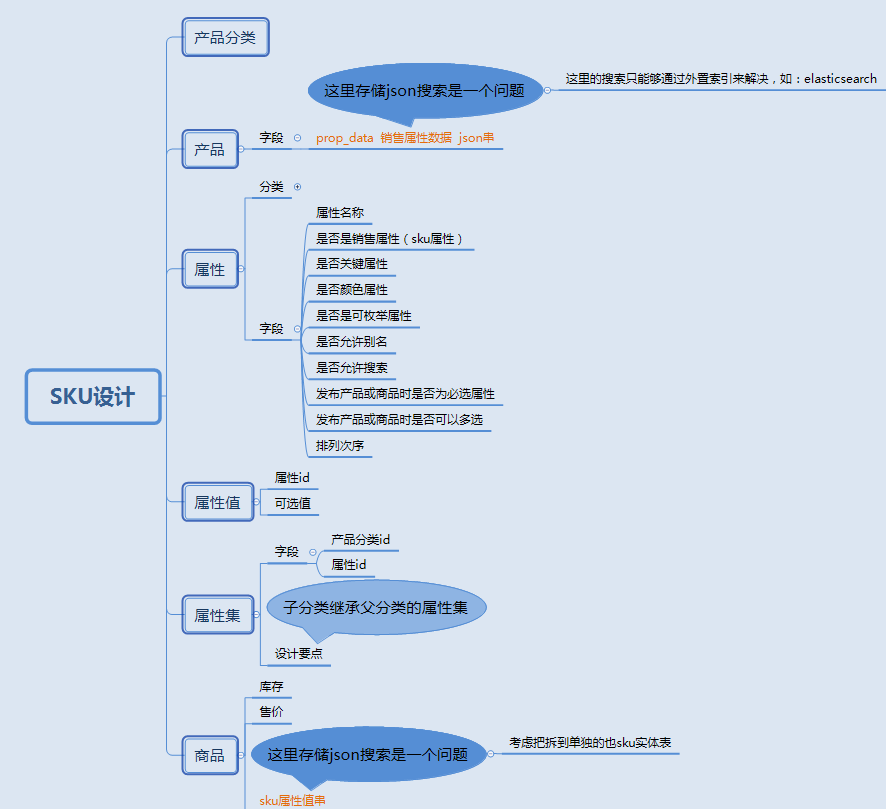 产品分类
这里存储json搜索是一个问题
这里的搜索只能够通过外置索引来解决，如：elasticsearch
产品
字段
prop_data 销售属性数据 json串
分类
属性
属性名称
是否是销售属性（sku属性）
是否关键属性
是否颜色属性
是否是可枚举属性
字段
是否允许别名
是否允许搜索
发布产品或商品时是否为必选属性
发布产品或商品时是否可以多选
排列次序
SKU设计
属性值
属性id
可选值
属性集
字段
产品分类id
属性id
子分类继承父分类的属性集
设计要点
商品
库存
售价
这里存储json搜索是一个问题
考虑把拆到单独的也sku实体表
sku属性值串